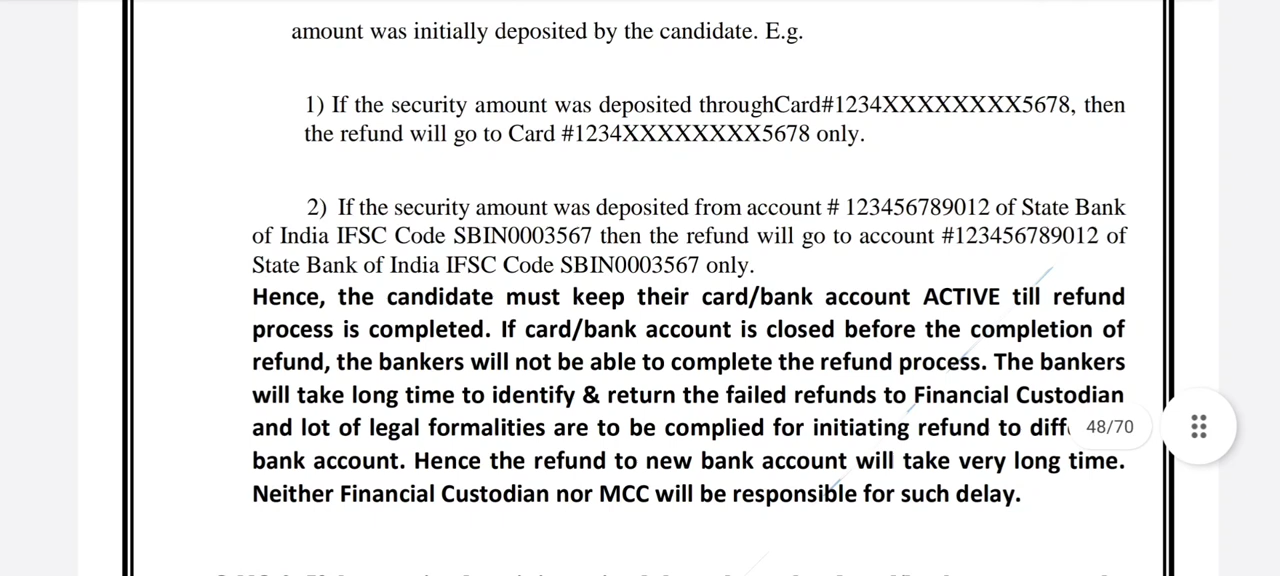 amount was initially deposited by the candidate. E.g.
1) If the security amount was deposited throughCard#1234XXXXXXXX5678, then
the refund will go to Card #1234XXXXXXXX5678 only.
2) If the security amount was deposited from account # 123456789012 of State Bank
of India IFSC Code SBIN0003567 then the refund will go to account #123456789012 of
State Bank of India IFSC Code SBIN0003567 only.
Hence, the candidate must keep their card/bank account ACTIVE till refund
process is completed. If card/bank account is closed before the completion of
refund, the bankers will not be able to complete the refund process. The bankers
will take long time to identify & return the failed refunds to Financial Custodian
and lot of legal formalities are to be complied for initiating refund to diff 48/70
bank account. Hence the refund to new bank account will take very long time.
Neither Financial Custodian nor MCC will be responsible for such delay.